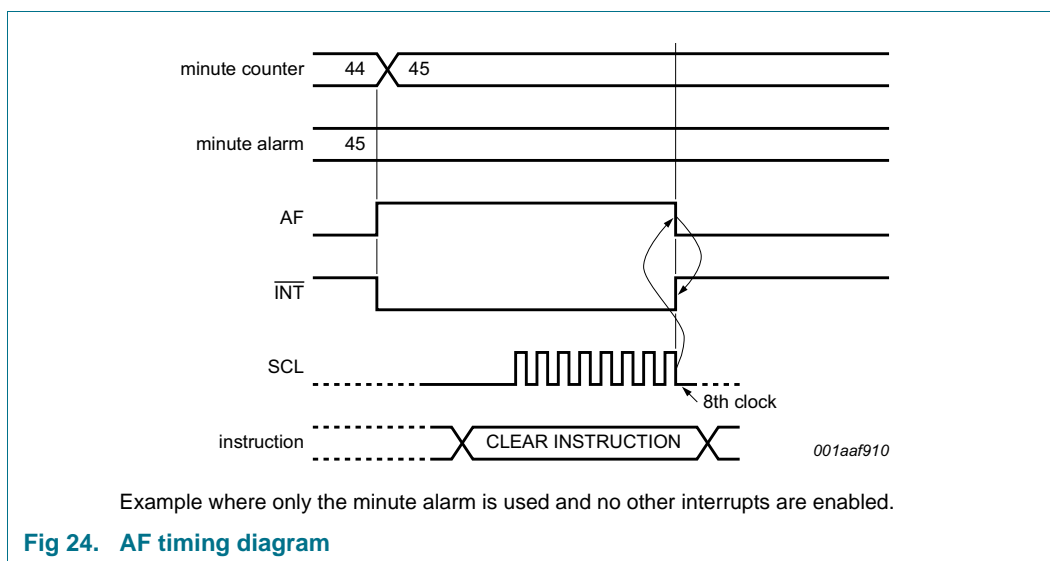 minute counter 44 45
minute alarm 45
AF
INT
SCL
8th clock
instruction CLEAR INSTRUCTION
001aaf910
Example where only the minute alarm is used and no other interrupts are enabled.
Fig 24. AF timing diagram